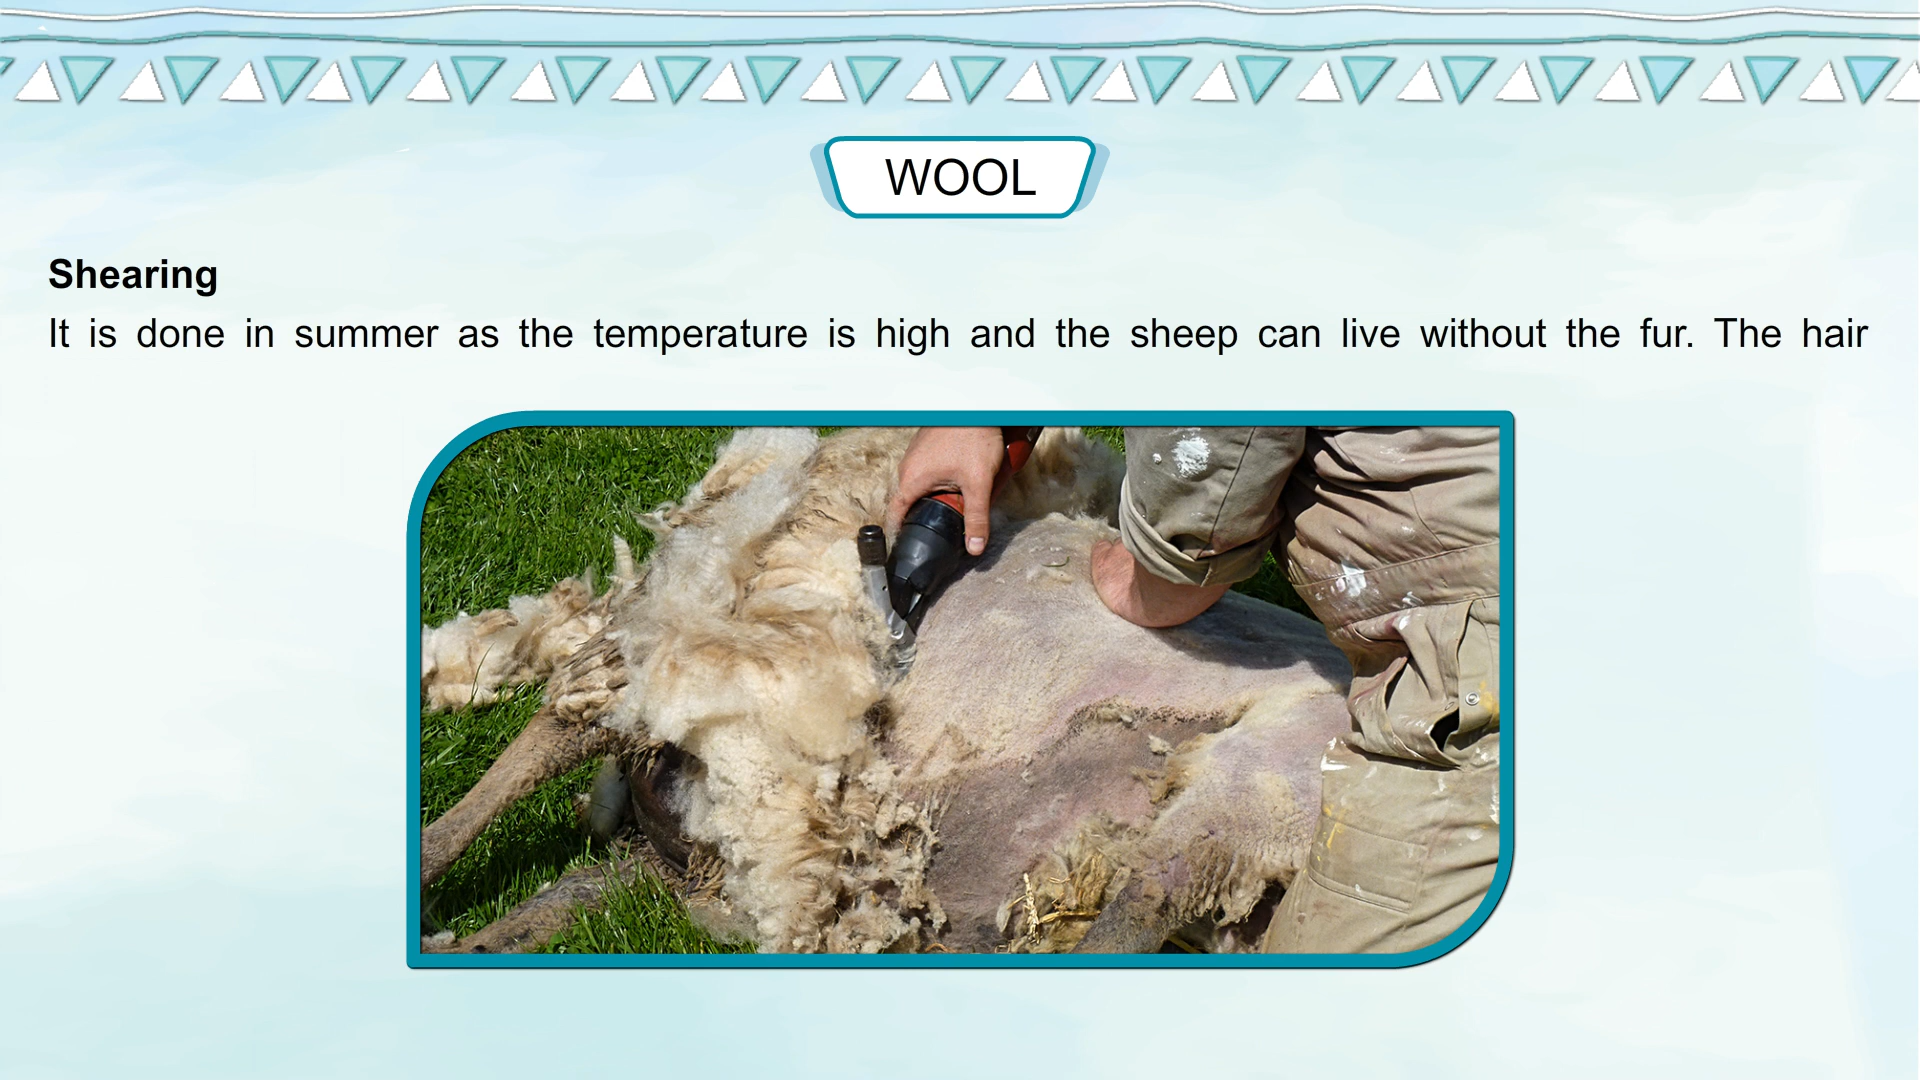 WOOL
Shearing
It is done in summer as the temperature is high and the sheep can live without the fur. The hair